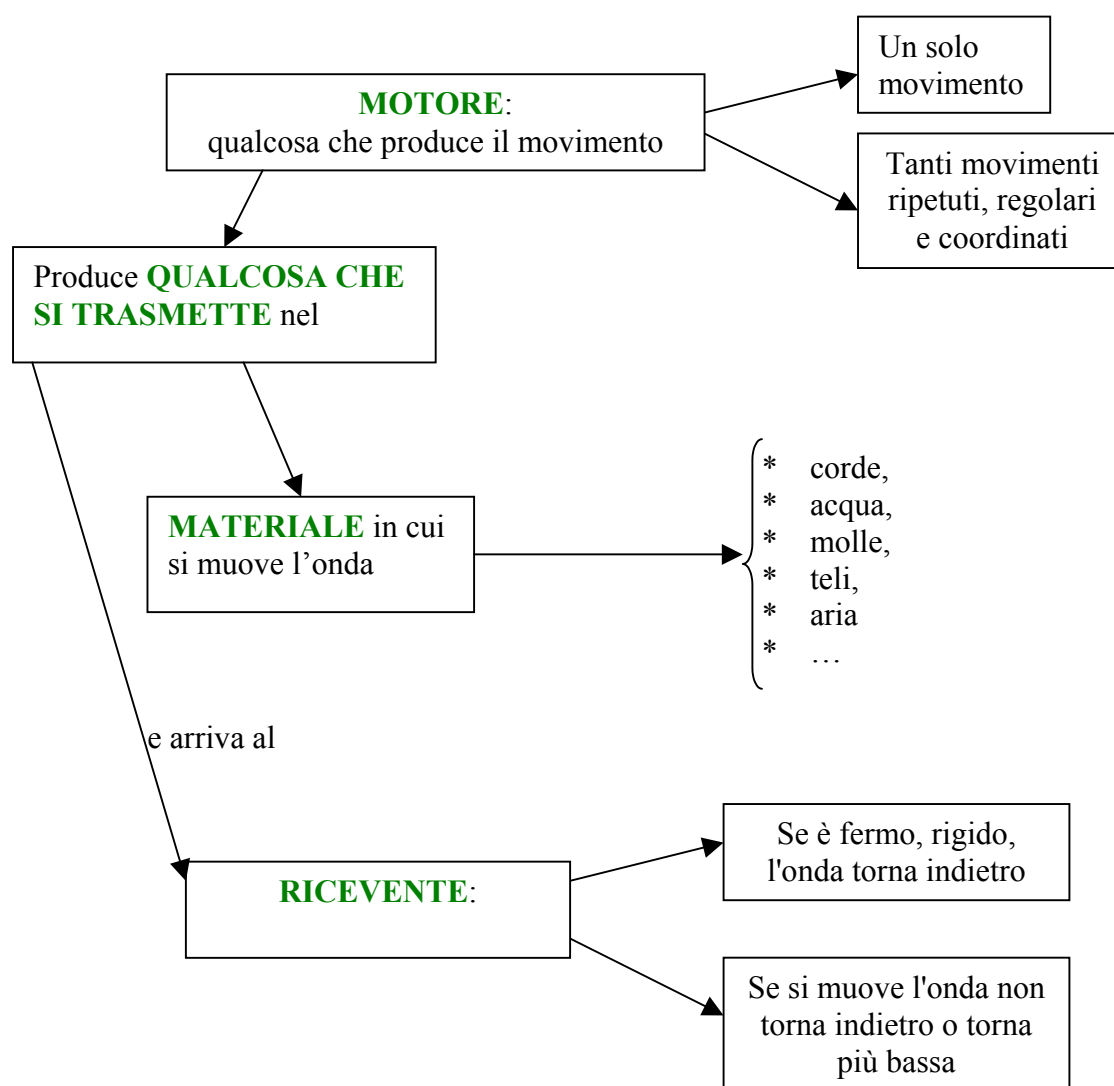 Un solo
movimento
MOTORE:
qualcosa che produce il movimento
Tanti movimenti
ripetuti, regolari
e coordinati
Produce QUALCOSA CHE
SI TRASMETTE nel
* corde,
* acqua,
* molle,
* teli,
* aria
* …
MATERIALE in cui
si muove l’onda
e arriva al
Se è fermo, rigido,
l'onda torna indietro
RICEVENTE:
Se si muove l'onda non
torna indietro o torna
più bassa